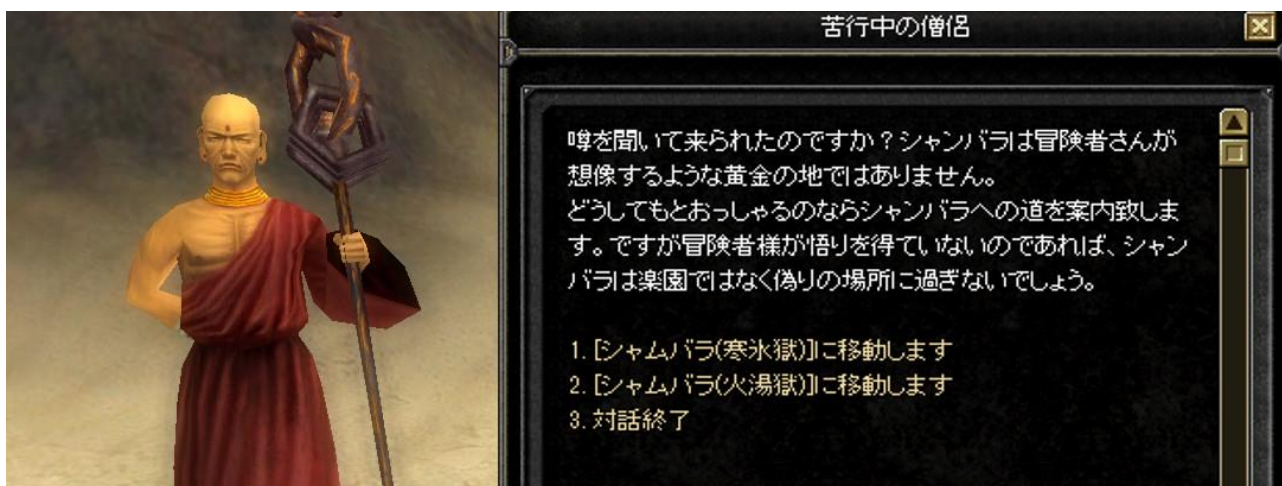 苦行中の僧侶
噂を聞いて来られたのですか？シャンバラは冒険者さんが
想像するような黄金の地ではありません。
どうしてもとおっしゃるのならシャンバラへの道を案内致しま
す。ですが冒険者様が悟りを得ていないのであれば、シャン
バラは楽園ではなく偽りの場所に過ぎないでしょう。
1. [シャムバラ(寒氷獄)]に移動します
2. [シャムバラ(火湯獄)]に移動します
3. 対話終了